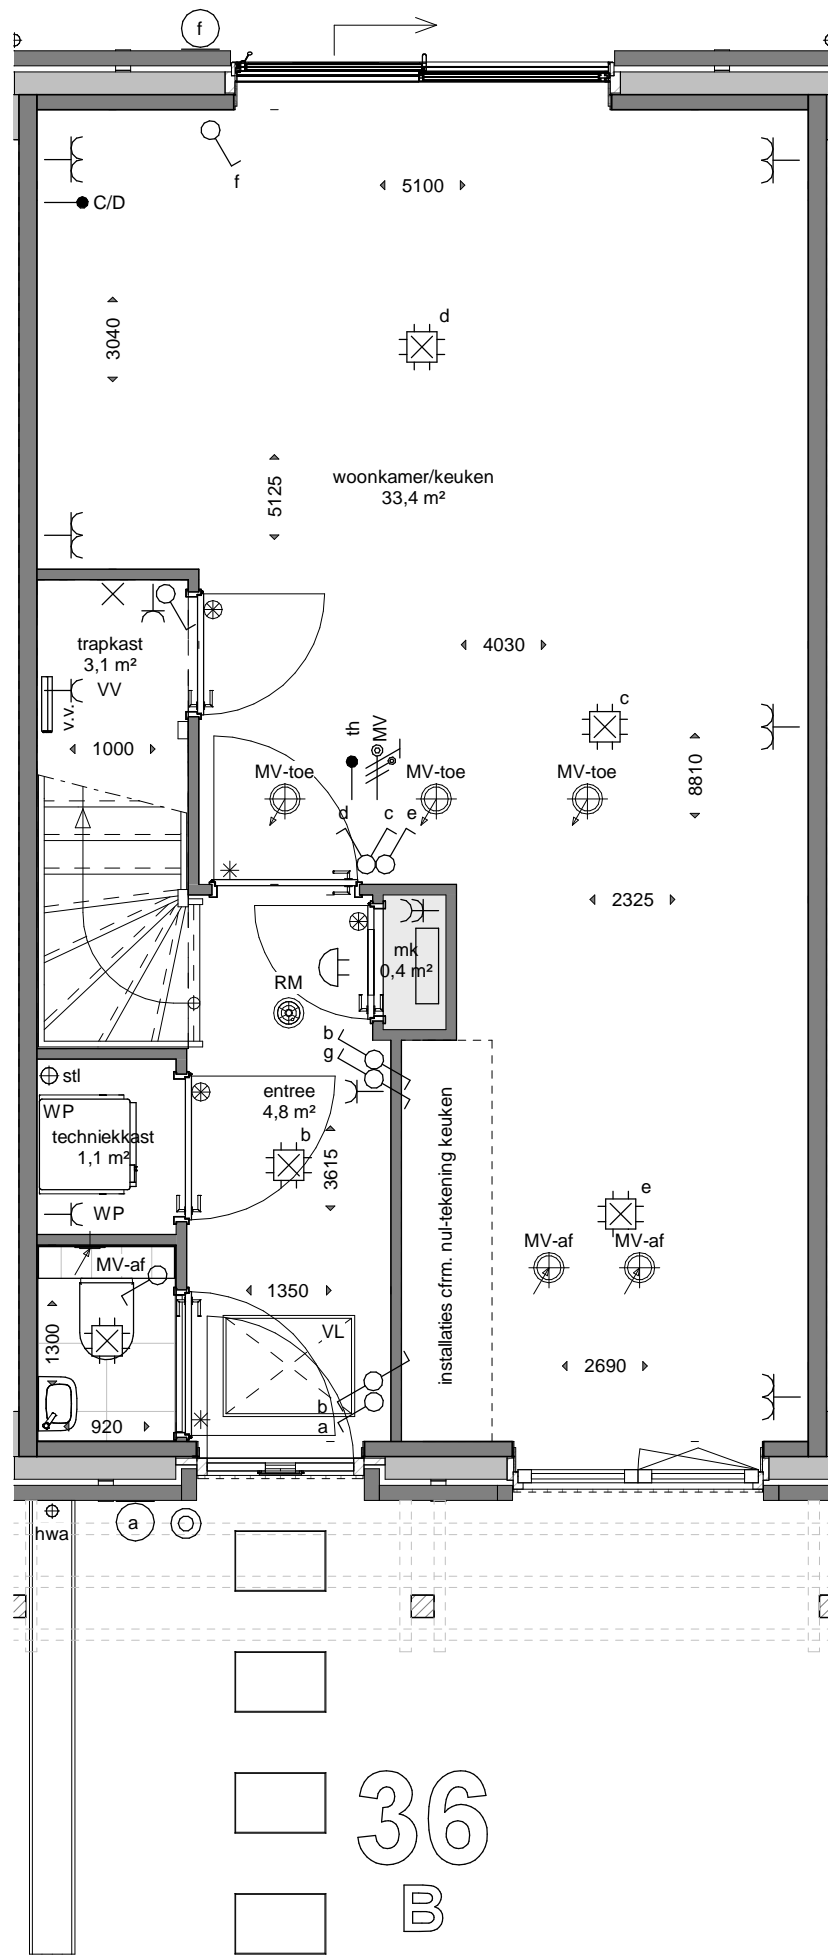 f
f
5100
C/D
d
3040
5125
woonkamer/keuken
33,4 m²
trapkast
3,1 m²
VV
v.v.
1000
4030
c
th
MV
MV-toe
MV-toe
MV-toe
8810
d
c
e
2325
mk
0,4 m²
RM
b
g
stl
WP
techniekkast
1,1 m²
WP
entree
4,8 m²
b
3615
installaties cfrm. nul-tekening keuken
e
MV-af
MV-af
MV-af
1300
1350
VL
2690
b
a
920
hwa
a
36
B